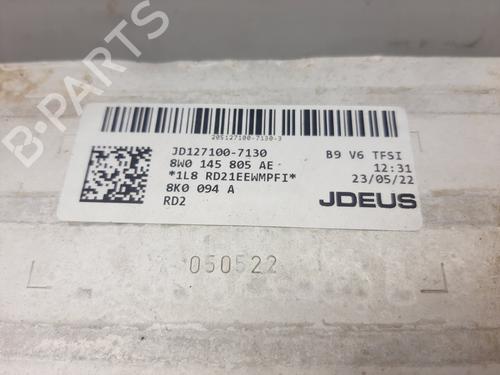 205127100-7130-3
JD127100-7130
B9 V6 TFSI
8W0 145 805 AE
12:31
*1L8 RD21EEWMPFI*
23/05/22
8K0 094 A
JDEUS
RD2
050522
B-PARTS